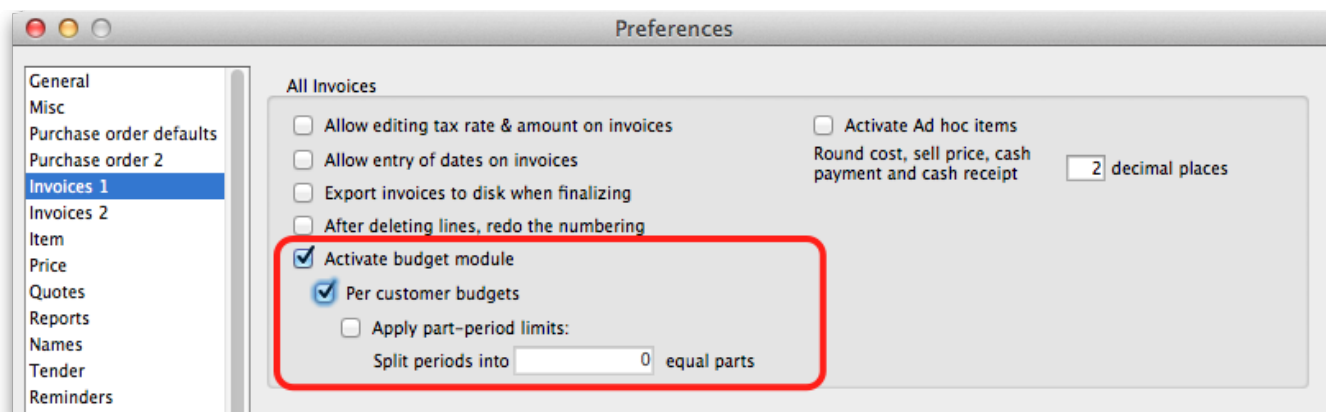 Preferences
General
Misc
Purchase order defaults
Purchase order 2
Invoices 1
Invoices 2
Item
Price
Quotes
Reports
Names
Tender
Reminders
All Invoices
Allow editing tax rate & amount on invoices
Allow entry of dates on invoices
Export invoices to disk when finalizing
After deleting lines, redo the numbering
Activate budget module
Per customer budgets
Apply part-period limits:
Split periods into 0 equal parts
Activate Ad hoc items
Round cost, sell price, cash
payment and cash receipt 2 decimal places